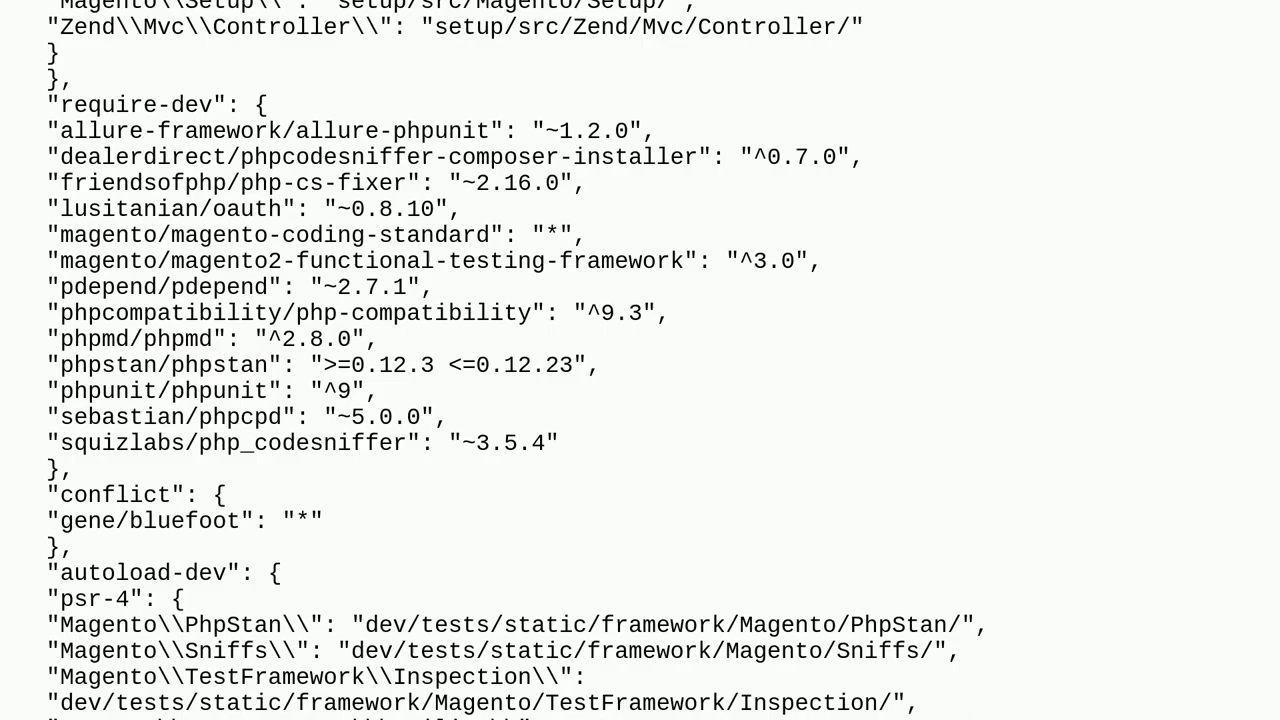 "Magento\\Setup\\": "setup/src/Magento/Setup/",
"Zend\\Mvc\\Controller\\": "setup/src/Zend/Mvc/Controller/"
}
},
"require-dev": {
"allure-framework/allure-phpunit": "~1.2.0",
"dealerdirect/phpcodesniffer-composer-installer": "^0.7.0",
"friendsofphp/php-cs-fixer": "~2.16.0",
"lusitanian/oauth": "~0.8.10",
"magento/magento-coding-standard": "*",
"magento/magento2-functional-testing-framework": "^3.0",
"pdepend/pdepend": "~2.7.1",
"phpcompatibility/php-compatibility": "^9.3",
"phpmd/phpmd": "^2.8.0",
"phpstan/phpstan": ">=0.12.3 <=0.12.23",
"phpunit/phpunit": "^9",
"sebastian/phpcpd": "~5.0.0",
"squizlabs/php_codesniffer": "~3.5.4"
},
"conflict": {
"gene/bluefoot": "*"
},
"autoload-dev": {
"psr-4": {
"Magento\\PhpStan\\": "dev/tests/static/framework/Magento/PhpStan/",
"Magento\\Sniffs\\": "dev/tests/static/framework/Magento/Sniffs/",
"Magento\\TestFramework\\Inspection\\":
"dev/tests/static/framework/Magento/TestFramework/Inspection/",